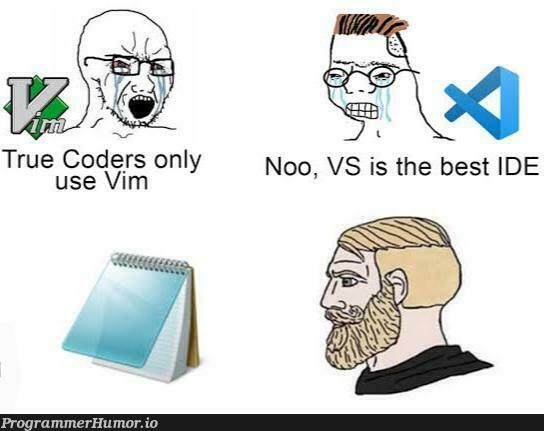 Vim
True Coders only
use Vim
Noo, VS is the best IDE
ProgrammerHumor.io